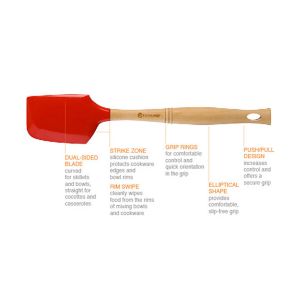 DUAL-SIDED
BLADE
curved
for skillets
and bowls,
straight for
cocottes and
casseroles.
STRIKE ZONE
silicone cushion
protects cookware
edges and
bowl rims
RIM SWIPE
cleanly wipes
food from the rims
of mixing bowls
and cookware
GRIP RINGS
for comfortable
control and
quick orientation
in the grip
ELLIPTICAL
SHAPE
provides
comfortable,
slip-free grip
PUSH/PULL
DESIGN
increases
control and
offers a
secure-grip